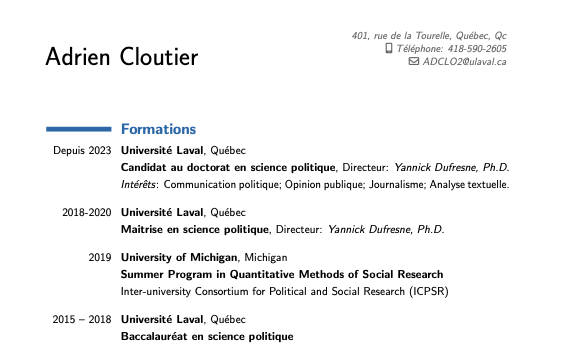 401, rue de la Tourelle, Québec, Qc
Adrien Cloutier
Téléphone: 418-590-2605
ADCLO2@ulaval.ca
Formations
Depuis 2023 Université Laval, Québec
Candidat au doctorat en science politique, Directeur: Yannick Dufresne, Ph.D.
Intérêts: Communication politique; Opinion publique; Journalisme; Analyse textuelle.
2018-2020 Université Laval, Québec
Maitrise en science politique, Directeur: Yannick Dufresne, Ph.D.
2019 University of Michigan, Michigan
Summer Program in Quantitative Methods of Social Research
Inter-university Consortium for Political and Social Research (ICPSR)
2015 – 2018 Université Laval, Québec
Baccalauréat en science politique